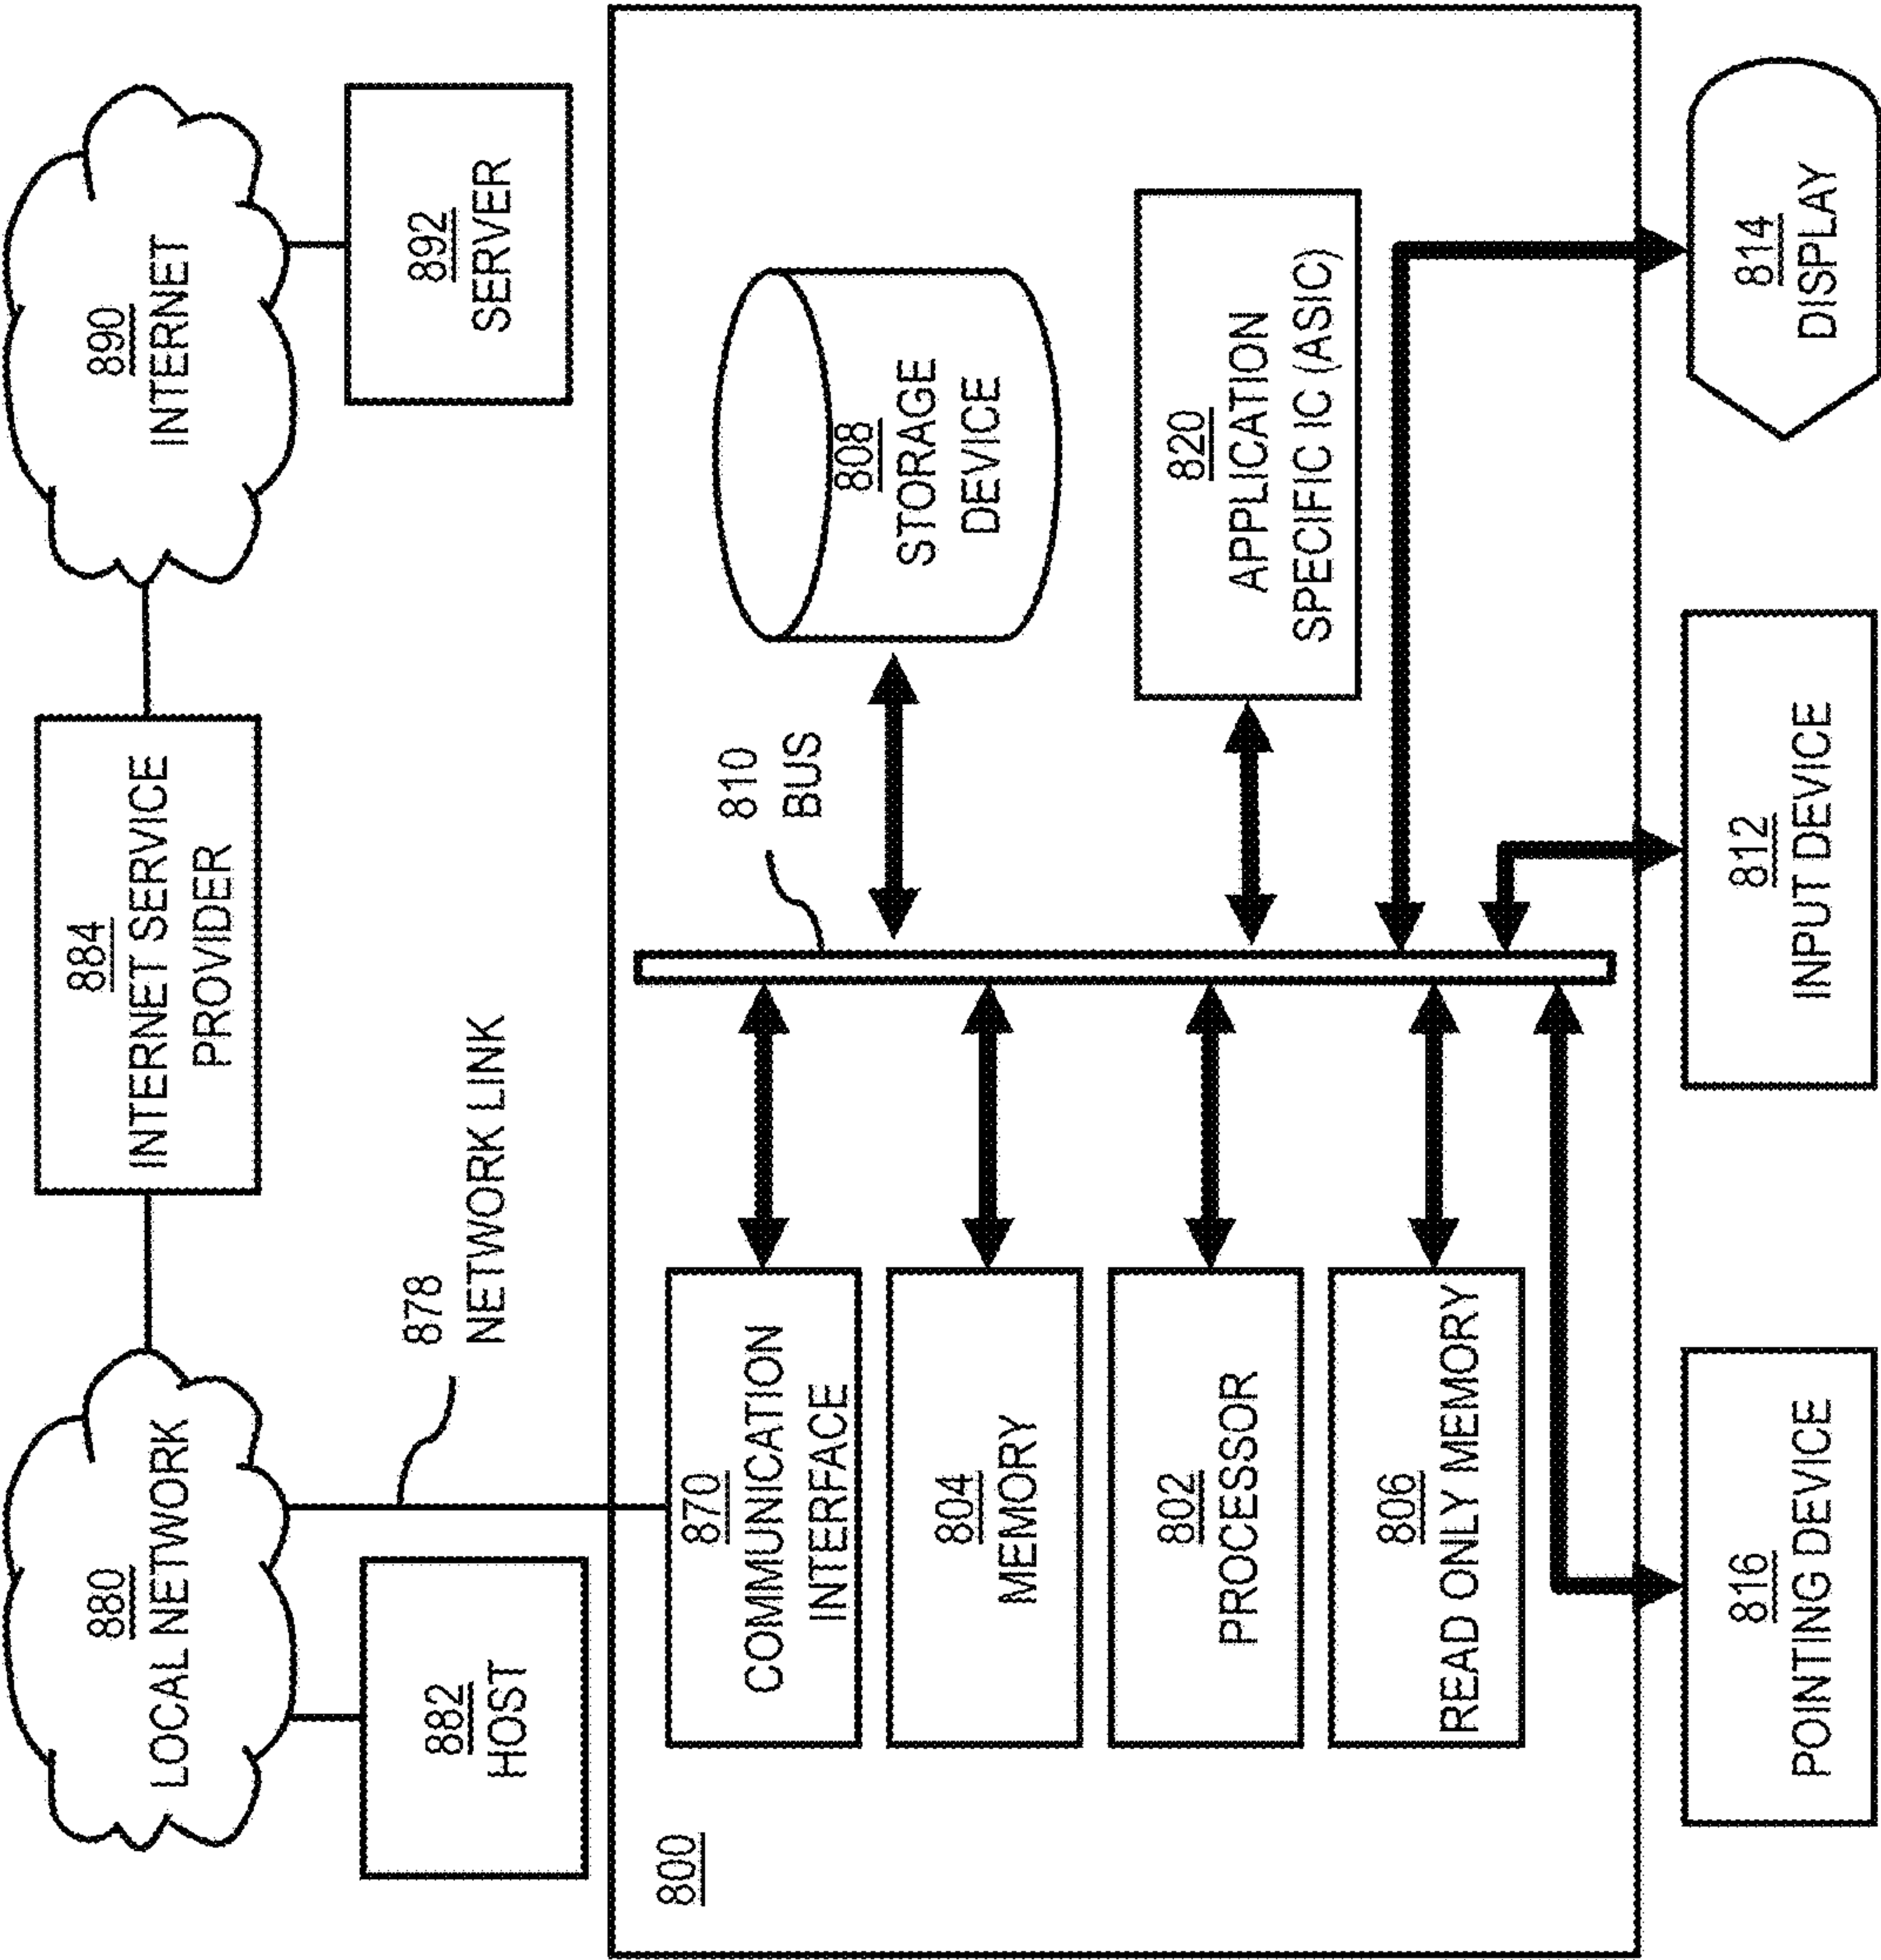 880
LOCAL NETWORK
884
INTERNET SERVICE
PROVIDER
890
INTERNET
882
HOST
878
NETWORK LINK
892
SERVER
800
870
COMMUNICATION
INTERFACE
810
BUS
808
STORAGE
DEVICE
804
MEMORY
802
PROCESSOR
820
APPLICATION
SPECIFIC IC (ASIC)
806
READ ONLY MEMORY
816
POINTING DEVICE
812
INPUT DEVICE
814
DISPLAY